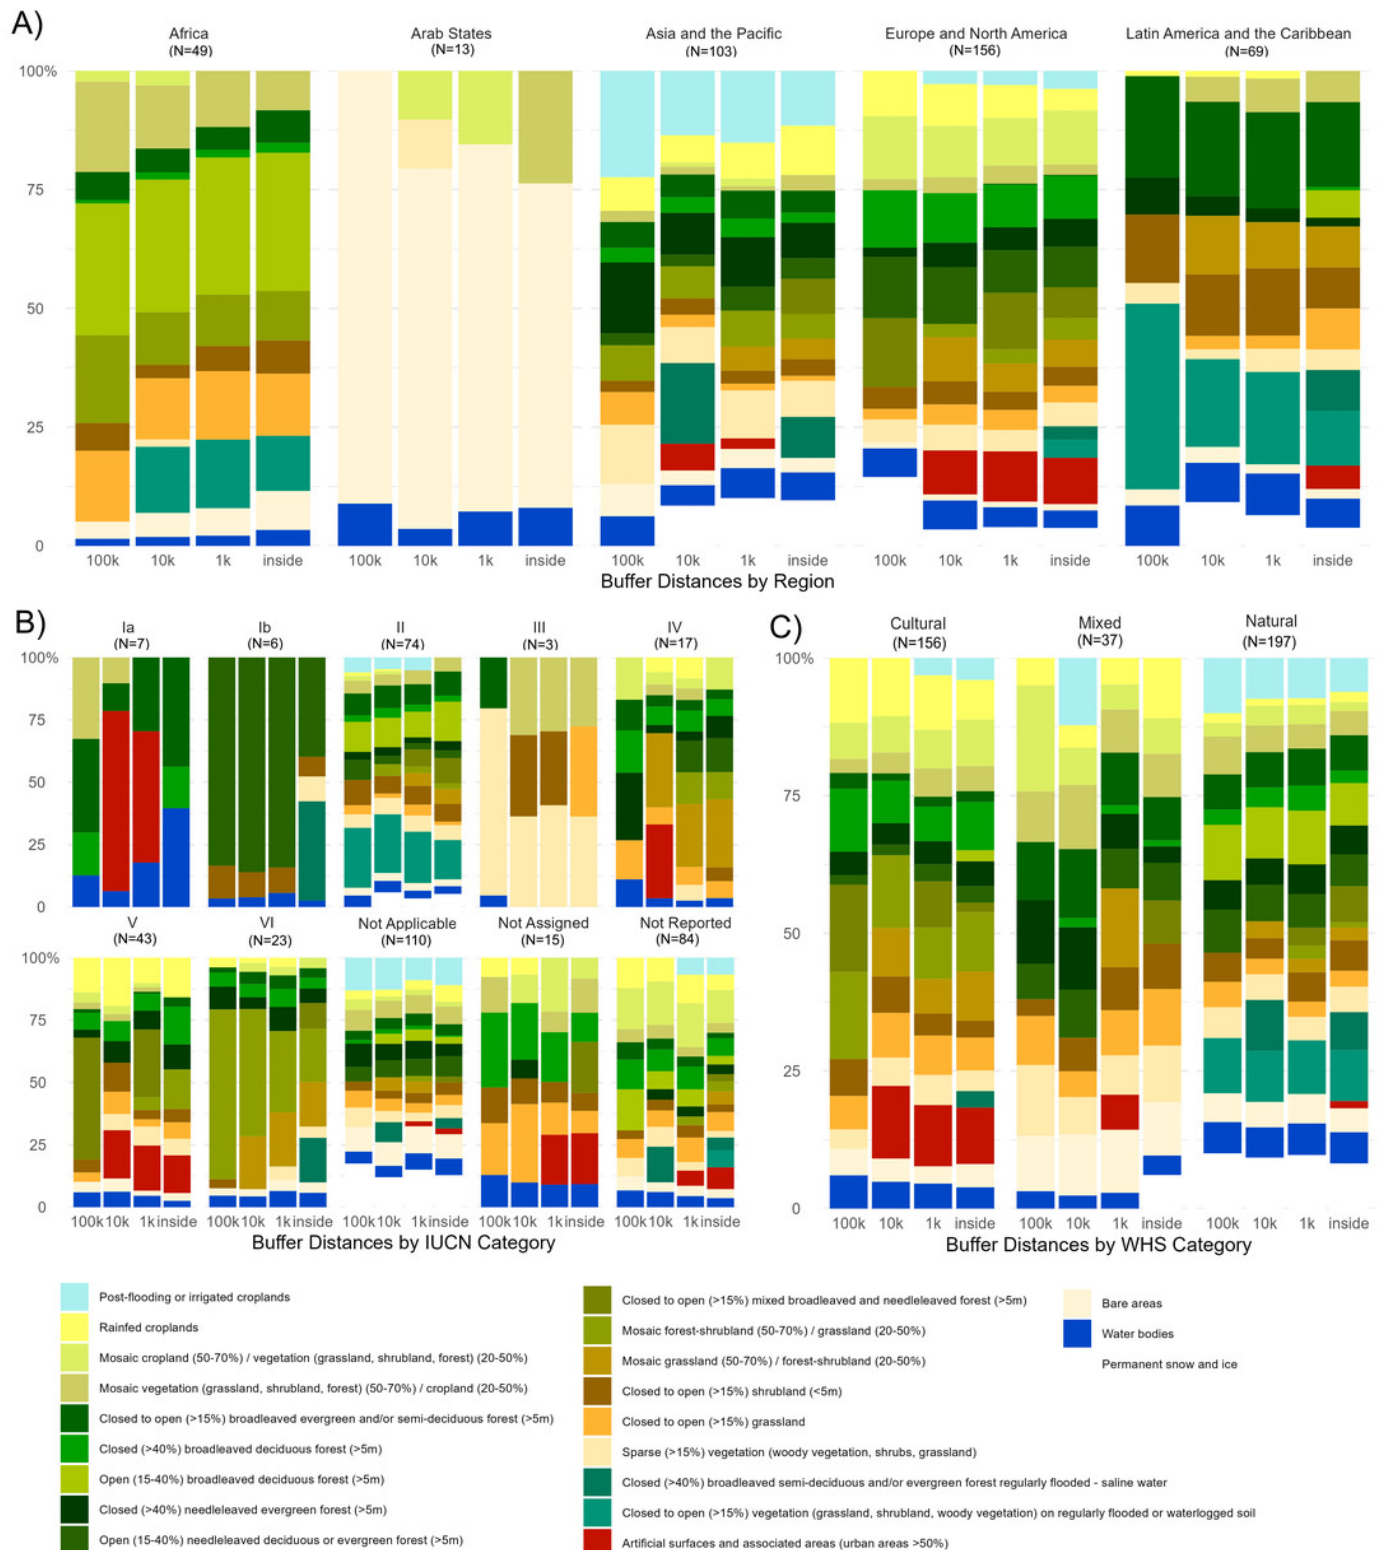 A)
Africa
(N=49)
Arab States
(N=13)
Asia and the Pacific
(N=103)
Europe and North America
(N=156)
Latin America and the Caribbean
(N=69)
100%
75
50
25
0
100k 10k 1k inside
100k 10k 1k inside
100k 10k 1k inside
100k 10k 1k inside
100k 10k 1k inside
Buffer Distances by Region
B)
Ia
(N=7)
Ib
(N=6)
II
(N=74)
III
(N=3)
IV
(N=17)
100%
75
50
25
0
V
(N=43)
VI
(N=23)
Not Applicable
(N=110)
Not Assigned
(N=15)
Not Reported
(N=84)
100%
75
50
25
0
100k 10k 1k inside
100k 10k 1k inside
100k 10k 1k inside
100k 10k 1k inside
100k 10k 1k inside
Buffer Distances by IUCN Category
C)
Cultural
(N=156)
Mixed
(N=37)
Natural
(N=197)
100%
75
50
25
0
100k 10k 1k inside
100k 10k 1k inside
100k 10k 1k inside
Buffer Distances by WHS Category
Post-flooding or irrigated croplands
Rainfed croplands
Mosaic cropland (50-70%) / vegetation (grassland, shrubland, forest) (20-50%)
Mosaic vegetation (grassland, shrubland, forest) (50-70%) / cropland (20-50%)
Closed to open (>15%) broadleaved evergreen and/or semi-deciduous forest (>5m)
Closed (>40%) broadleaved deciduous forest (>5m)
Open (15-40%) broadleaved deciduous forest (>5m)
Closed (>40%) needleleaved evergreen forest (>5m)
Open (15-40%) needleleaved deciduous or evergreen forest (>5m)
Closed to open (>15%) mixed broadleaved and needleleaved forest (>5m)
Mosaic forest-shrubland (50-70%) / grassland (20-50%)
Mosaic grassland (50-70%) / forest-shrubland (20-50%)
Closed to open (>15%) shrubland (<5m)
Closed to open (>15%) grassland
Sparse (>15%) vegetation (woody vegetation, shrubs, grassland)
Closed (>40%) broadleaved semi-deciduous and/or evergreen forest regularly flooded - saline water
Closed to open (>15%) vegetation (grassland, shrubland, woody vegetation) on regularly flooded or waterlogged soil
Artificial surfaces and associated areas (urban areas >50%)
Bare areas
Water bodies
Permanent snow and ice